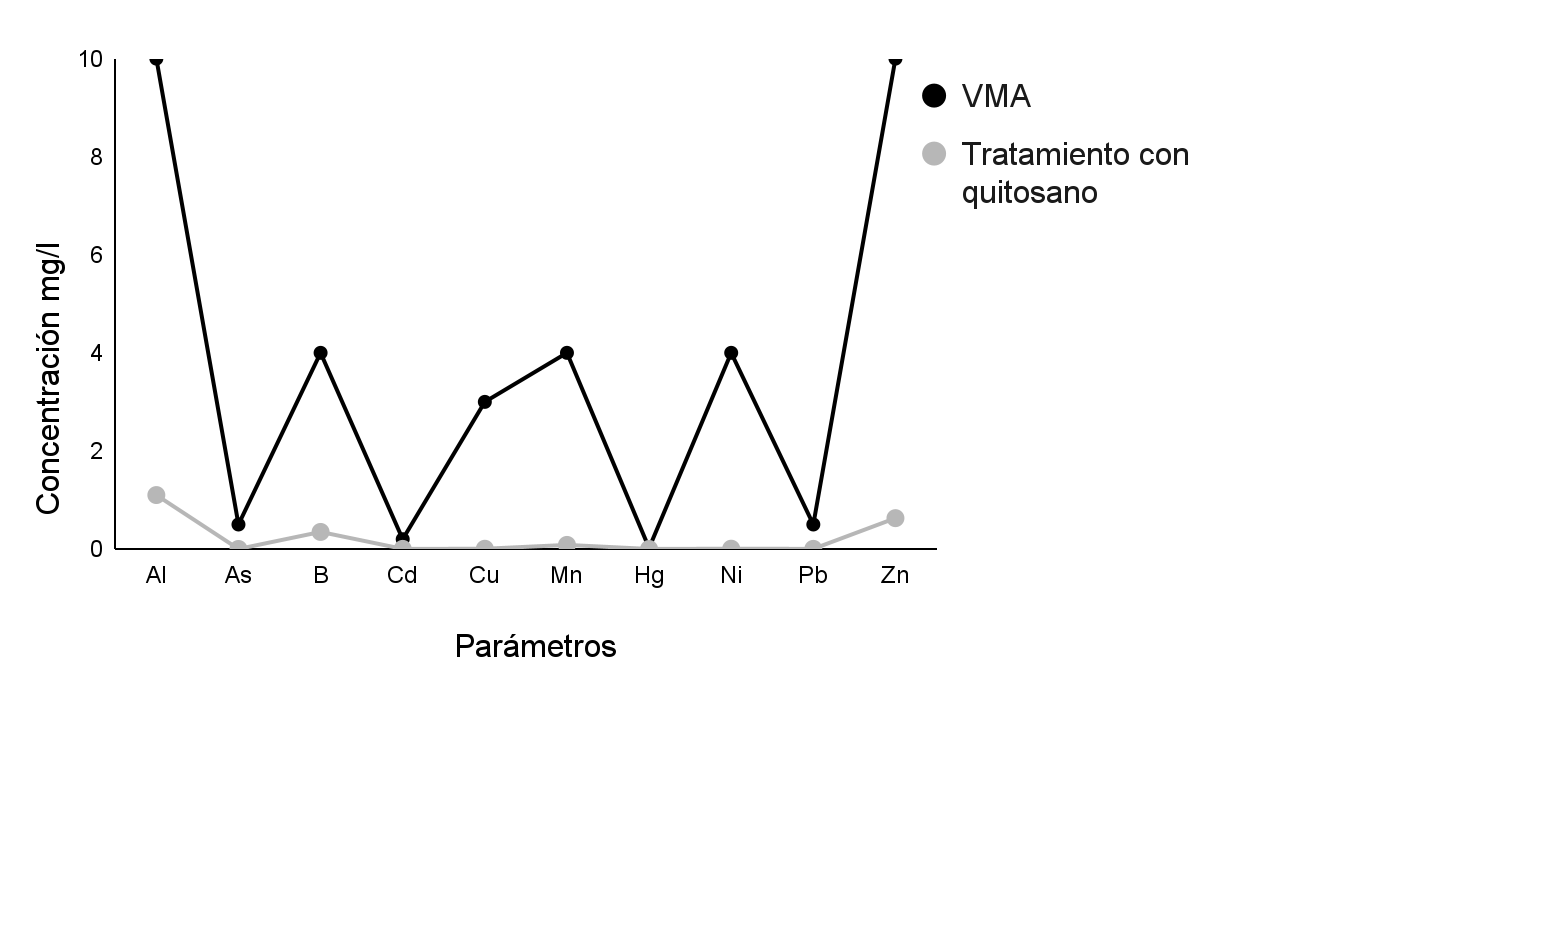 10
8
6
4
2
0
Concentración mg/l
Al As B Cd Cu Mn Hg Ni Pb Zn
Parámetros
VMA
Tratamiento con
quitosano